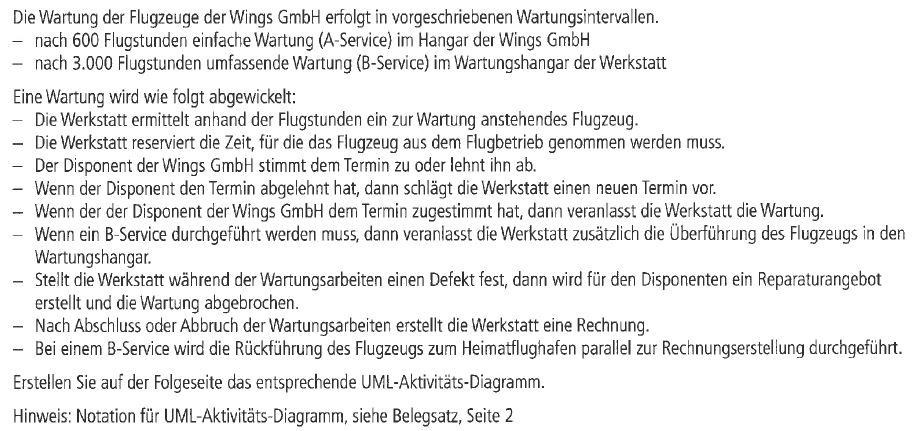 Die Wartung der Flugzeuge der Wings GmbH erfolgt in vorgeschriebenen Wartungsintervallen.
– nach 600 Flugstunden einfache Wartung (A-Service) im Hangar der Wings GmbH
– nach 3.000 Flugstunden umfassende Wartung (B-Service) im Wartungshangar der Werkstatt
Eine Wartung wird wie folgt abgewickelt:
– Die Werkstatt ermittelt anhand der Flugstunden ein zur Wartung anstehendes Flugzeug.
– Die Werkstatt reserviert die Zeit, für die das Flugzeug aus dem Flugbetrieb genommen werden muss.
– Der Disponent der Wings GmbH stimmt dem Termin zu oder lehnt ihn ab.
– Wenn der Disponent den Termin abgelehnt hat, dann schlägt die Werkstatt einen neuen Termin vor.
– Wenn der der Disponent der Wings GmbH dem Termin zugestimmt hat, dann veranlasst die Werkstatt die Wartung.
– Wenn ein B-Service durchgeführt werden muss, dann veranlasst die Werkstatt zusätzlich die Überführung des Flugzeugs in den
Wartungshangar.
– Stellt die Werkstatt während der Wartungsarbeiten einen Defekt fest, dann wird für den Disponenten ein Reparaturangebot
erstellt und die Wartung abgebrochen.
– Nach Abschluss oder Abbruch der Wartungsarbeiten erstellt die Werkstatt eine Rechnung.
– Bei einem B-Service wird die Rückführung des Flugzeugs zum Heimatflughafen parallel zur Rechnungserstellung durchgeführt.
Erstellen Sie auf der Folgeseite das entsprechende UML-Aktivitäts-Diagramm.
Hinweis: Notation für UML-Aktivitäts-Diagramm, siehe Belegsatz, Seite 2